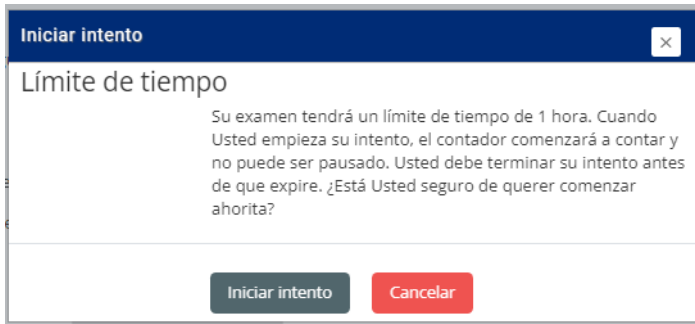 Iniciar intento
×
Límite de tiempo
Su examen tendrá un límite de tiempo de 1 hora. Cuando
Usted empieza su intento, el contador comenzará a contar y
no puede ser pausado. Usted debe terminar su intento antes
de que expire. ¿Está Usted seguro de querer comenzar
ahorita?
Iniciar intento
Cancelar